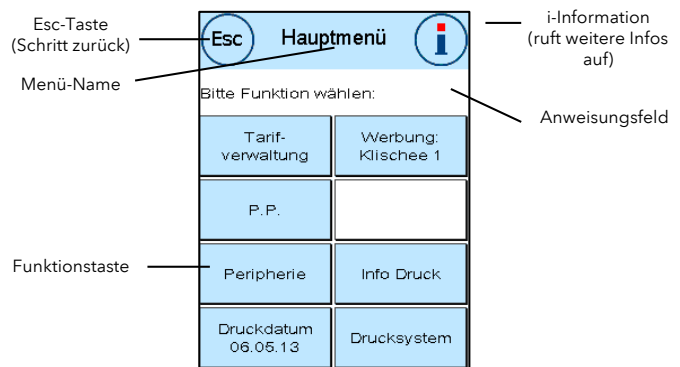 Esc-Taste
(Schritt zurück)
Menü-Name
Funktionstaste
Esc
Hauptmenü
i
Bitte Funktion wählen:
Tarif-
verwaltung
Werbung:
Klischee 1
P.P.
Peripherie
Info Druck
Druckdatum
06.05.13
Drucksystem
i-Information
(ruft weitere Infos
auf)
Anweisungsfeld